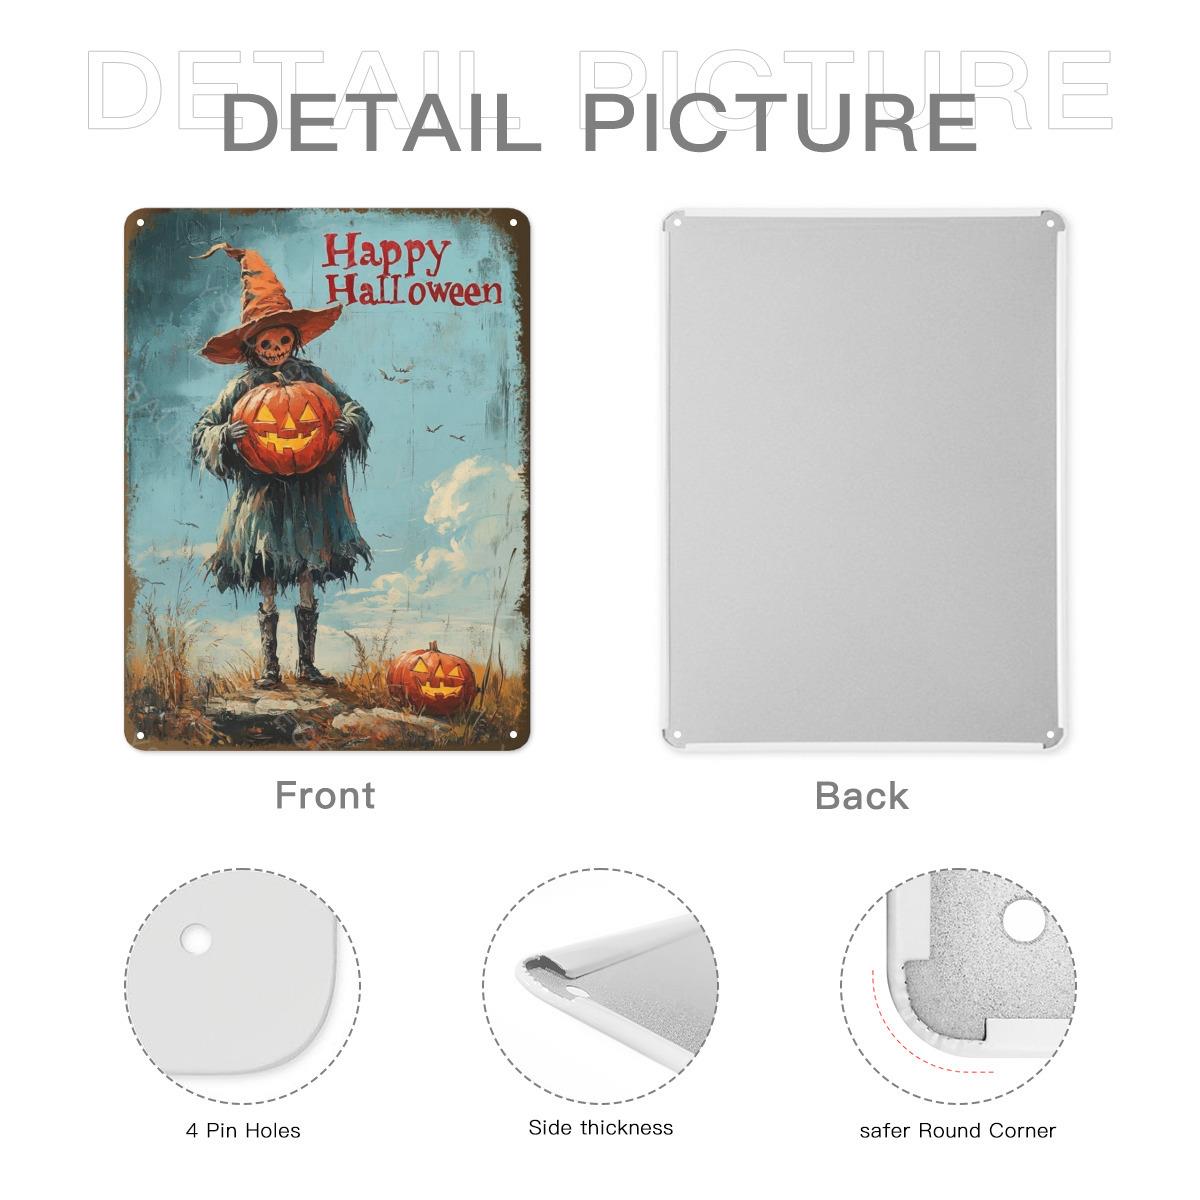 DETAIL PICTURE
DETAIL PICTURE
Happy
Halloween
Front
Back
4 Pin Holes
Side thickness
safer Round Corner